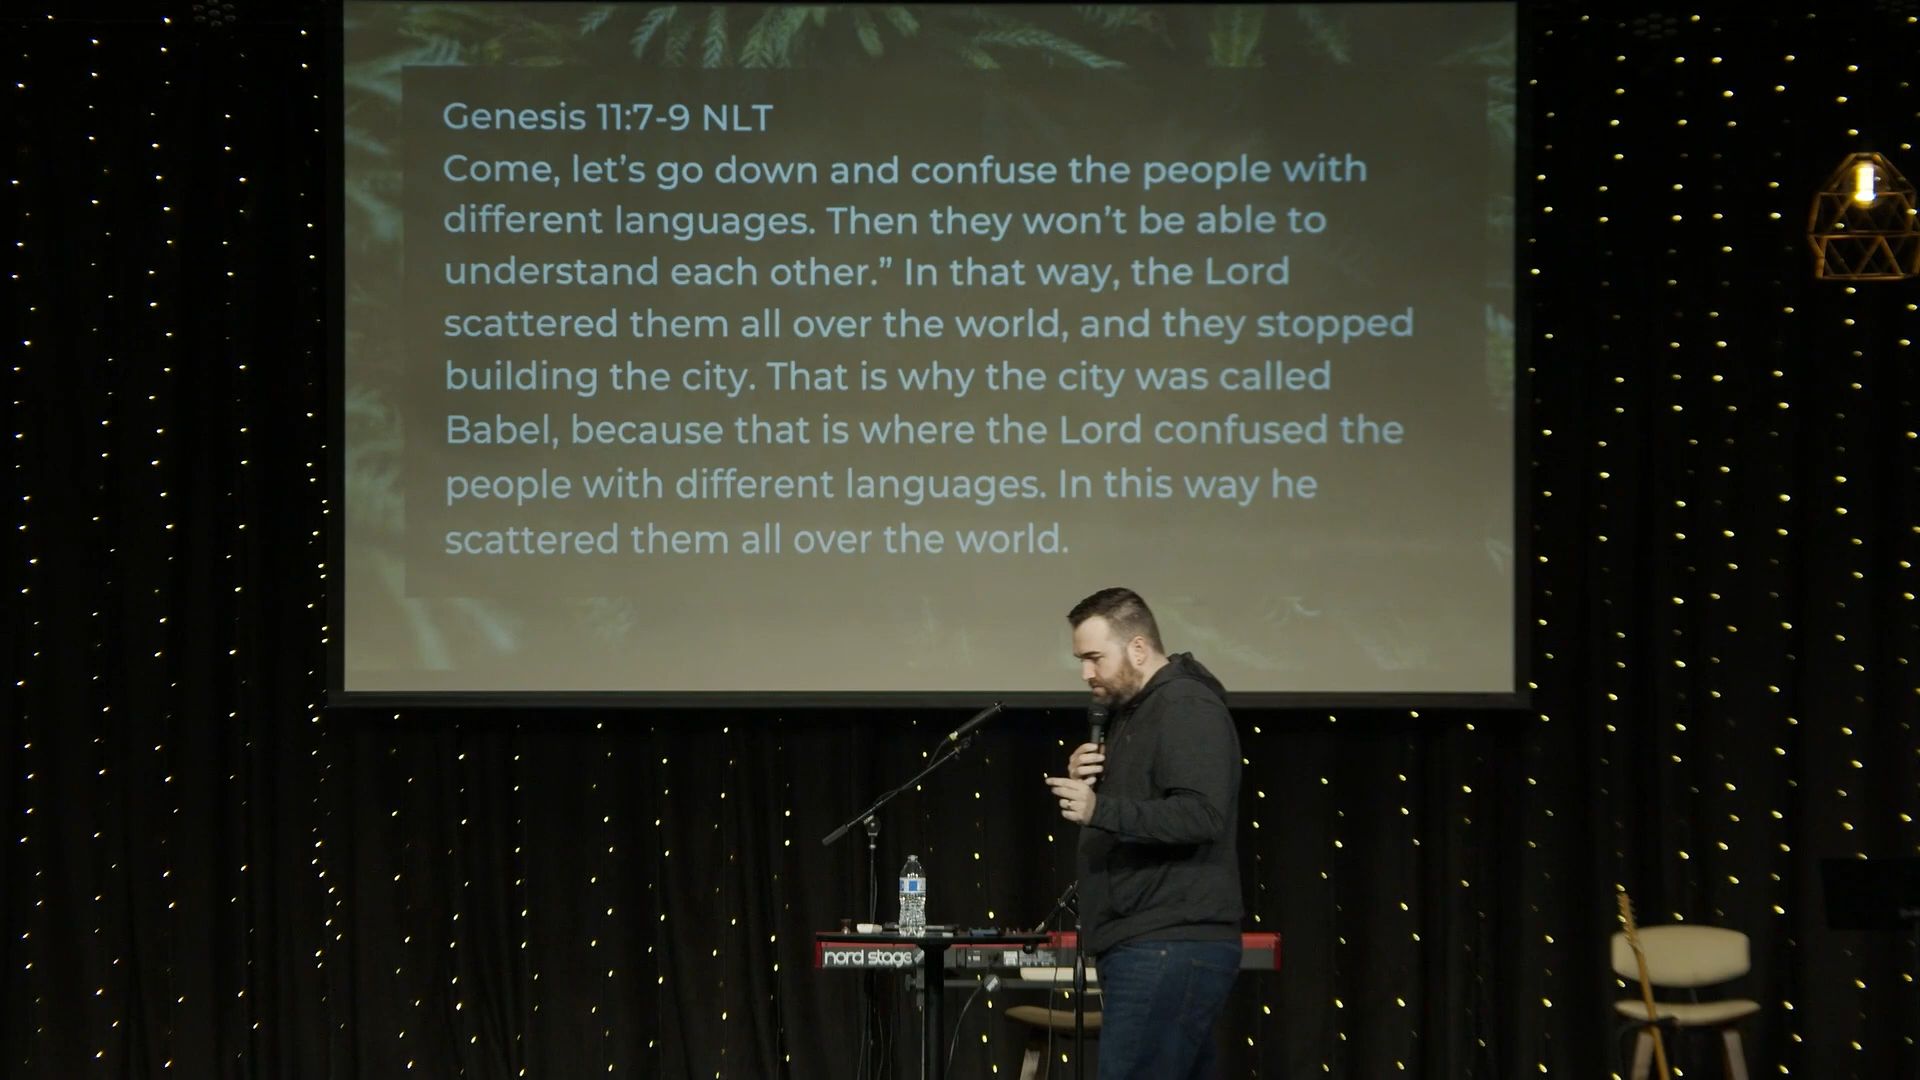 Genesis 11:7-9 NLT
Come, let’s go down and confuse the people with
different languages. Then they won’t be able to
understand each other.” In that way, the Lord
scattered them all over the world, and they stopped
building the city. That is why the city was called
Babel, because that is where the Lord confused the
people with different languages. In this way he
scattered them all over the world.
nord stage